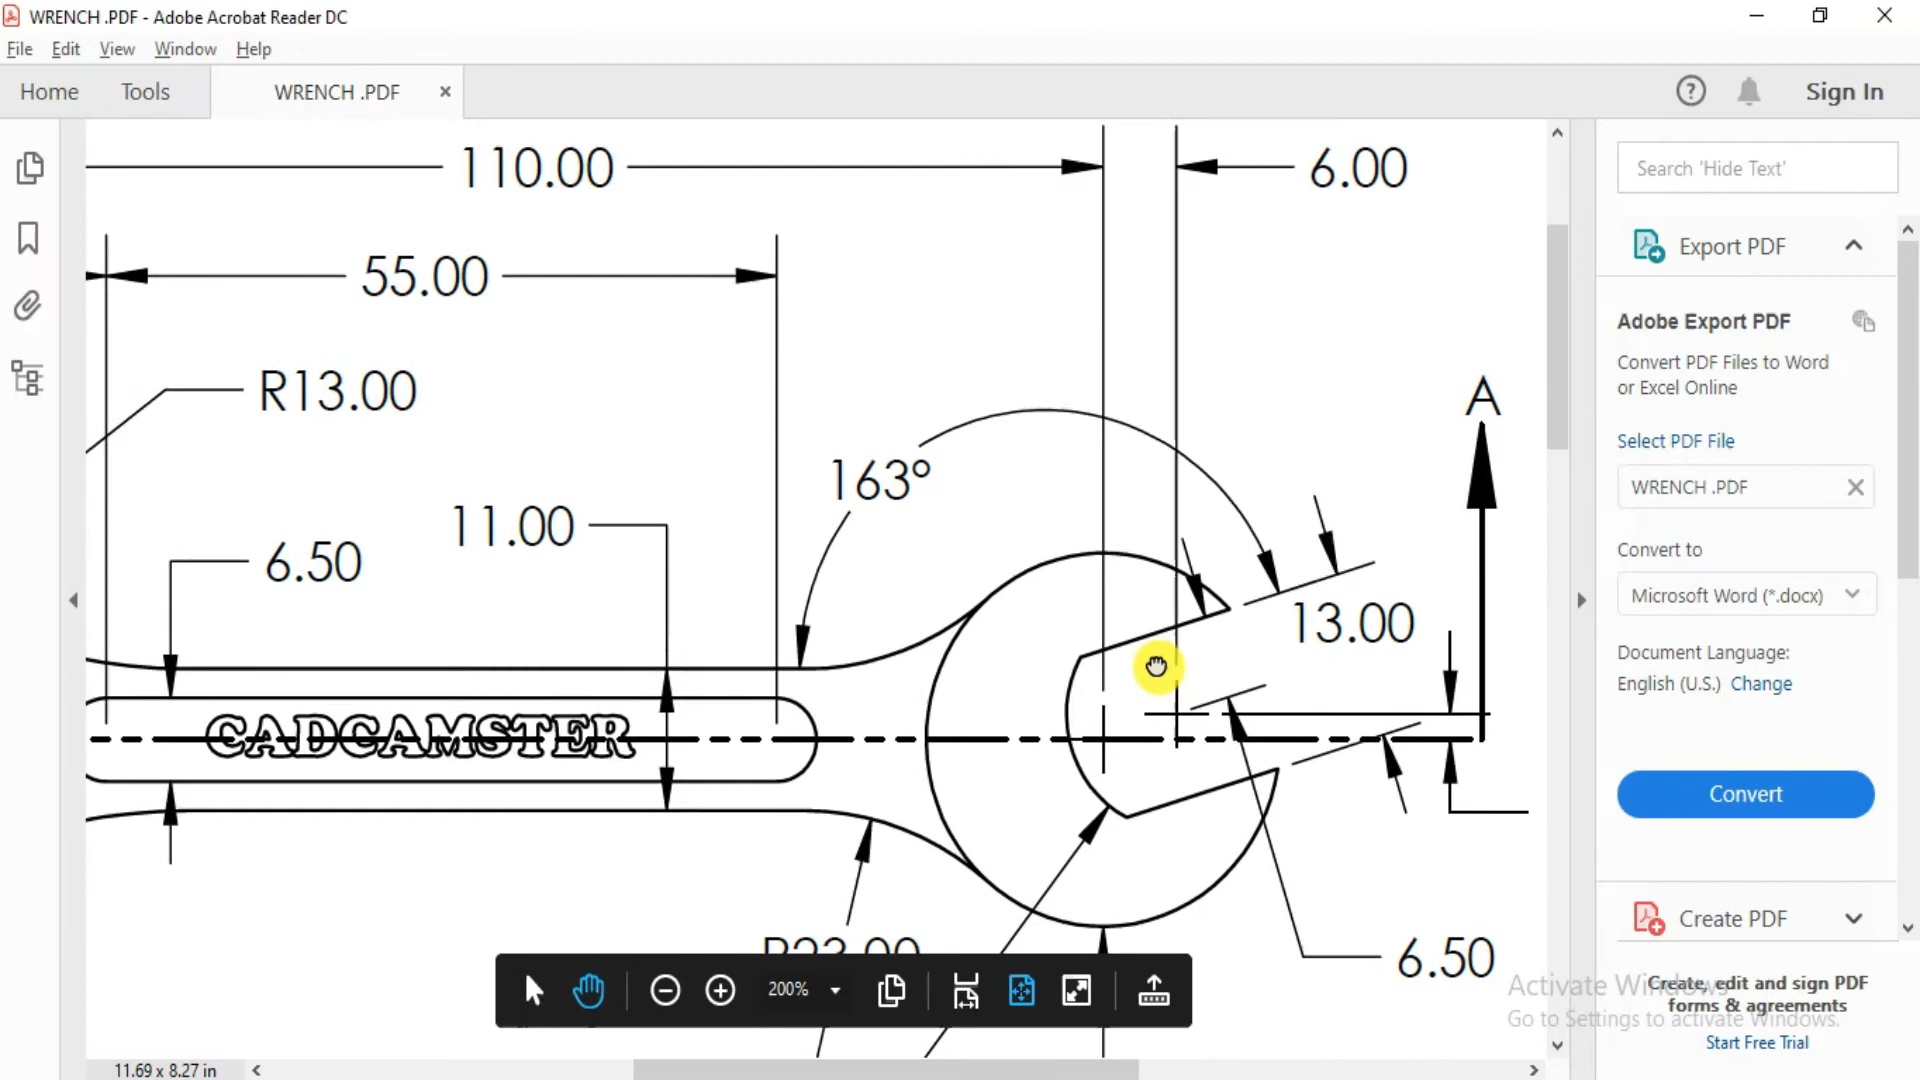 WRENCH .PDF - Adobe Acrobat Reader DC
File Edit View Window Help
Home Tools WRENCH .PDF × Sign In
110.00 6.00
55.00
R13.00
163°
11.00
6.50
13.00
A
CADCAMSTER
R23.00
6.50
200%
11.69 x 8.27 in
Search 'Hide Text'
Export PDF
Adobe Export PDF
Convert PDF Files to Word
or Excel Online
Select PDF File
WRENCH .PDF
Convert to
Microsoft Word (*.docx)
Document Language:
English (U.S.) Change
Convert
Create PDF
Create, edit and sign PDF
forms & agreements
Start Free Trial
Activate Windows
Go to Settings to activate Windows.